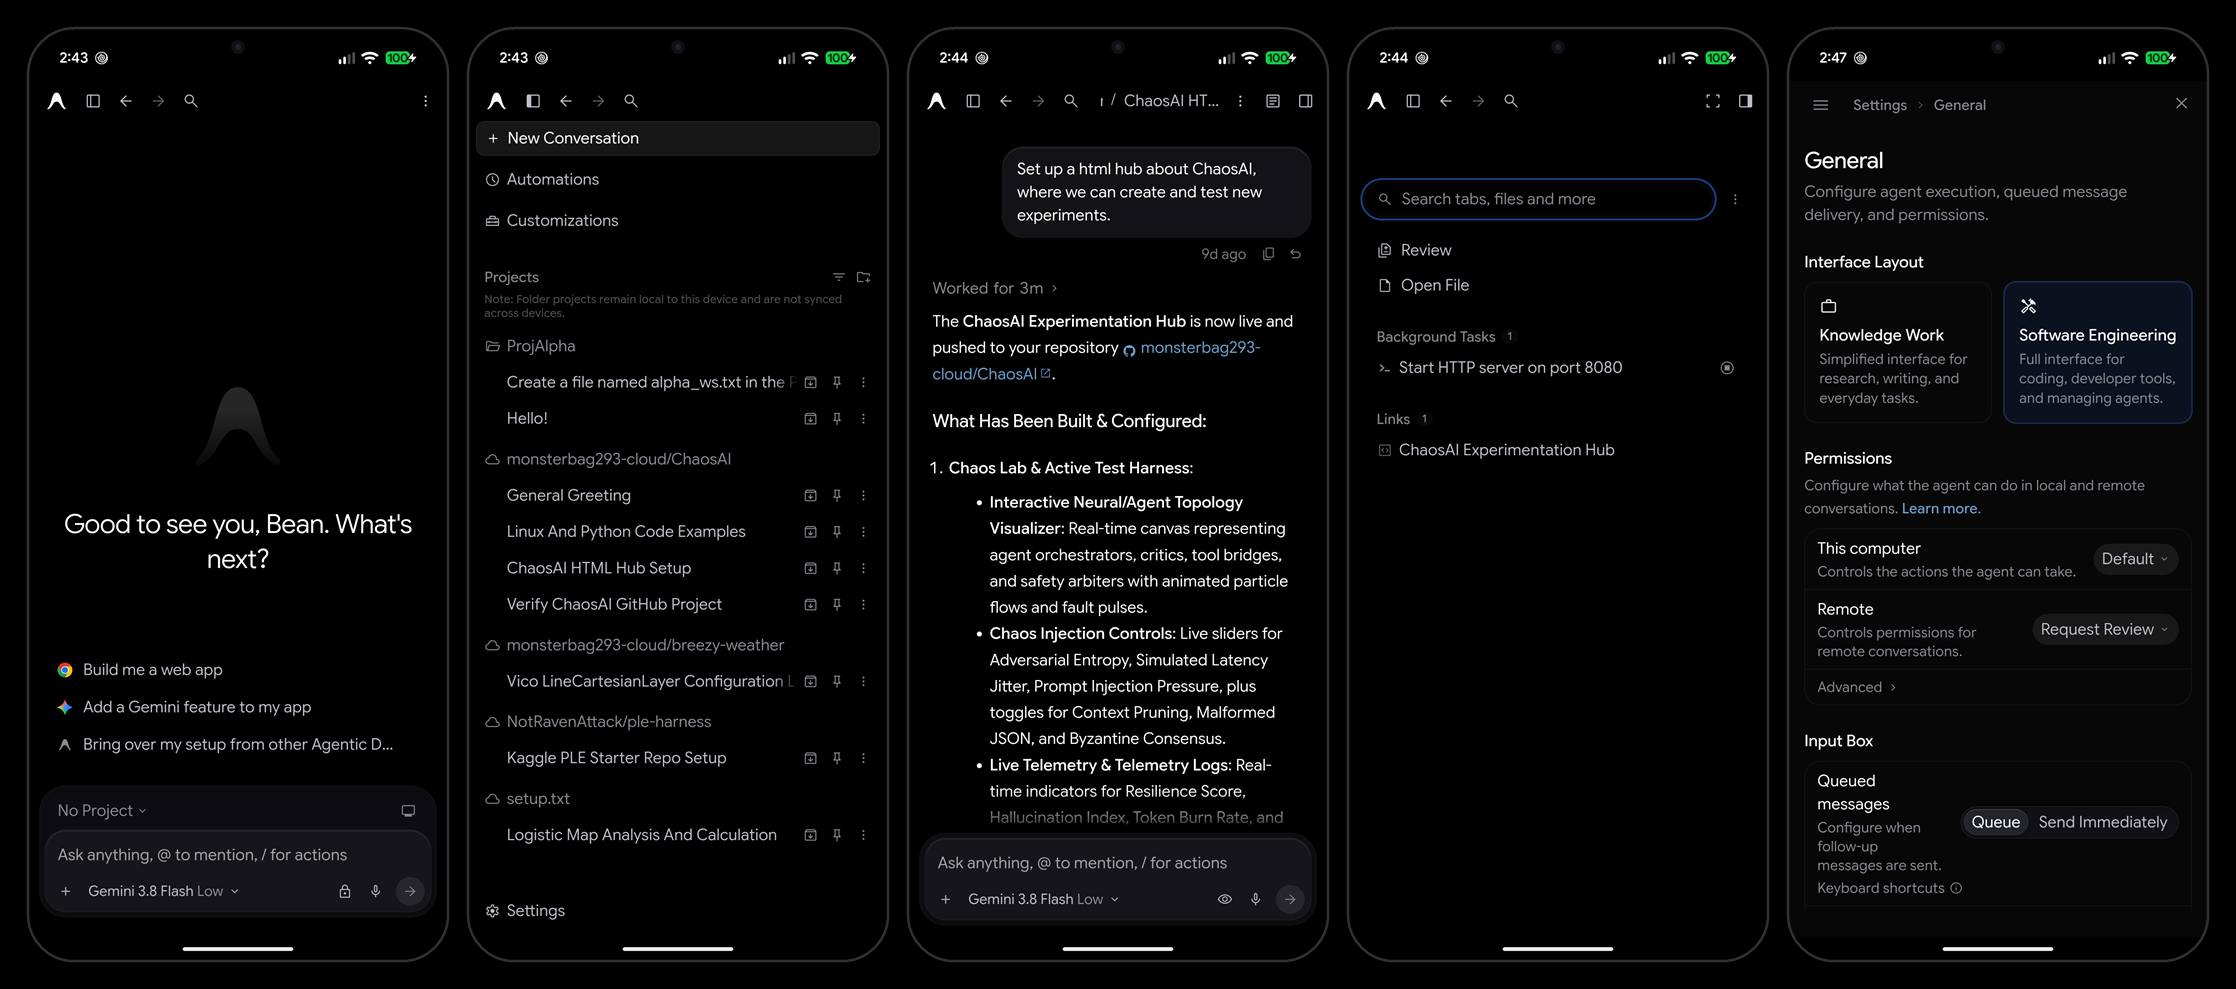 2:43
100
Good to see you, Bean. What's
next?
Build me a web app
Add a Gemini feature to my app
Bring over my setup from other Agentic D...
No Project
Ask anything, @ to mention, / for actions
+ Gemini 3.8 Flash Low
2:43
100
+ New Conversation
Automations
Customizations
Projects
Note: Folder projects remain local to this device and are not synced
across devices.
ProjAlpha
Create a file named alpha_ws.txt in the P
Hello!
monsterbag293-cloud/ChaosAI
General Greeting
Linux And Python Code Examples
ChaosAI HTML Hub Setup
Verify ChaosAI GitHub Project
monsterbag293-cloud/breezy-weather
Vico LineCartesianLayer Configuration L
NotRavenAttack/ple-harness
Kaggle PLE Starter Repo Setup
setup.txt
Logistic Map Analysis And Calculation
Settings
2:44
100
/ ChaosAI HT...
Set up a html hub about ChaosAI,
where we can create and test new
experiments.
9d ago
Worked for 3m >
The ChaosAI Experimentation Hub is now live and
pushed to your repository monsterbag293-
cloud/ChaosAI.
What Has Been Built & Configured:
1. Chaos Lab & Active Test Harness:
• Interactive Neural/Agent Topology
Visualizer: Real-time canvas representing
agent orchestrators, critics, tool bridges,
and safety arbiters with animated particle
flows and fault pulses.
• Chaos Injection Controls: Live sliders for
Adversarial Entropy, Simulated Latency
Jitter, Prompt Injection Pressure, plus
toggles for Context Pruning, Malformed
JSON, and Byzantine Consensus.
• Live Telemetry & Telemetry Logs: Real-
time indicators for Resilience Score,
Hallucination Index, Token Burn Rate, and
Ask anything, @ to mention, / for actions
+ Gemini 3.8 Flash Low
2:44
100
Search tabs, files and more
Review
Open File
Background Tasks 1
Start HTTP server on port 8080
Links 1
ChaosAI Experimentation Hub
2:47
100
Settings > General
General
Configure agent execution, queued message
delivery, and permissions.
Interface Layout
Knowledge Work
Simplified interface for
research, writing, and
everyday tasks.
Software Engineering
Full interface for
coding, developer tools,
and managing agents.
Permissions
Configure what the agent can do in local and remote
conversations. Learn more.
This computer
Controls the actions the agent can take.
Default
Remote
Controls permissions for
remote conversations.
Request Review
Advanced >
Input Box
Queued
messages
Configure when
follow-up
messages are sent.
Keyboard shortcuts
Queue
Send Immediately